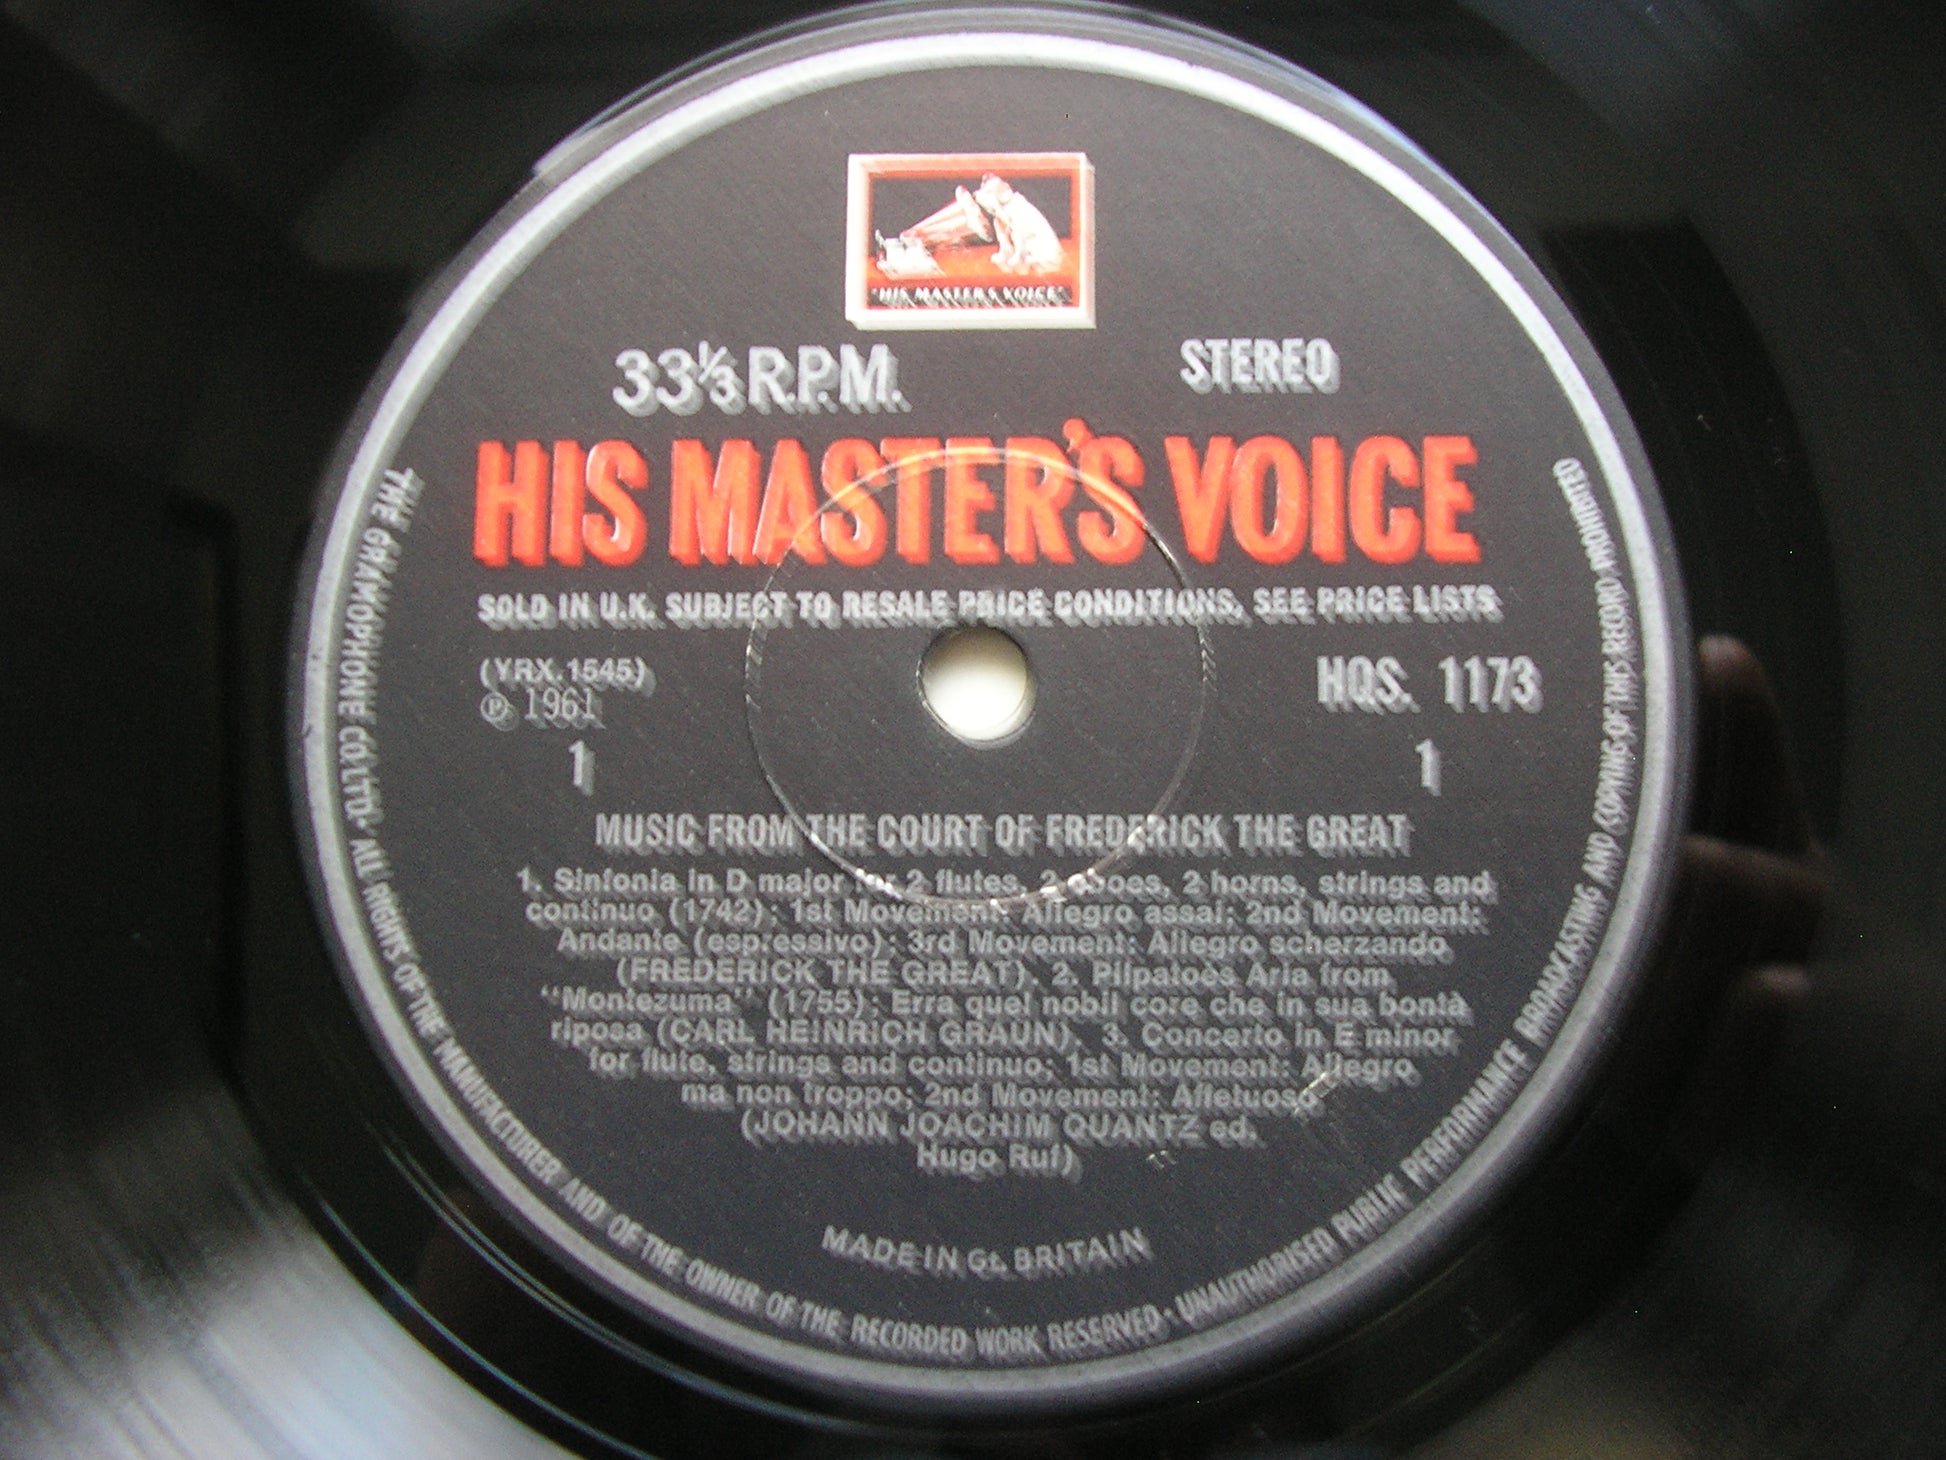 "HIS MASTER'S VOICE"
33⅓ R.P.M. STEREO
HIS MASTER'S VOICE
SOLD IN U.K. SUBJECT TO RESALE PRICE CONDITIONS, SEE PRICE LISTS
(YRX.1545) HQS. 1173
Ⓟ 1961
1 1
MUSIC FROM THE COURT OF FREDERICK THE GREAT
1. Sinfonia in D major for 2 flutes, 2 oboes, 2 horns, strings and
continuo (1742): 1st Movement: Allegro assai; 2nd Movement:
Andante (espressivo): 3rd Movement: Allegro scherzando
(FREDERICK THE GREAT). 2. Pilpatoès Aria from
"Montezuma" (1755): Erra quel nobil core che in sua bontà
riposa (CARL HEINRICH GRAUN). 3. Concerto in E minor
for flute, strings and continuo; 1st Movement: Allegro
ma non troppo; 2nd Movement: Affetuoso
(JOHANN JOACHIM QUANTZ ed.
Hugo Ruf)
MADE IN Gt. BRITAIN
THE GRAMOPHONE CO. LTD. ALL RIGHTS OF THE MANUFACTURER AND OF THE OWNER OF THE RECORDED WORK RESERVED · UNAUTHORISED PUBLIC PERFORMANCE BROADCASTING AND COPYING OF THIS RECORD PROHIBITED